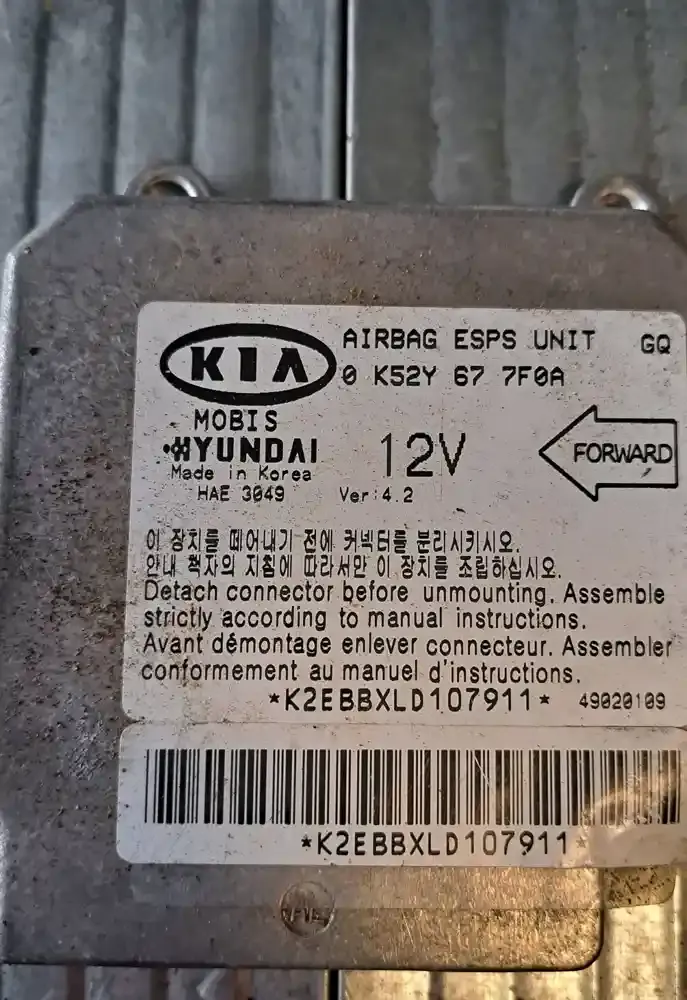 KIA
AIRBAG ESPS UNIT GQ
0 K52Y 67 7F0A
MOBIS
HYUNDAI
12V
FORWARD
Made in Korea
HAE 3049
Ver:4.2
이 장치를 떼어내기 전에 커넥터를 분리시키시오.
안내 책자의 지침에 따라서만 이 장치를 조립하십시오.
Detach connector before unmounting. Assemble
strictly according to manual instructions.
Avant démontage enlever connecteur. Assembler
conformement au manuel d'instructions.
*K2EBBXLD107911* 49020109
*K2EBBXLD107911*